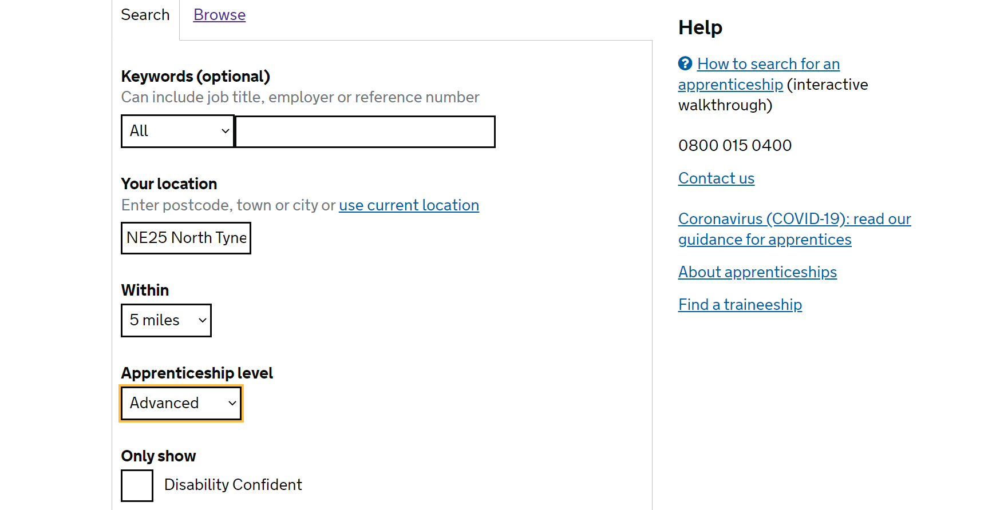 Search
Browse
Keywords (optional)
Can include job title, employer or reference number
All
Your location
Enter postcode, town or city or use current location
NE25 North Tyne
Within
5 miles
Apprenticeship level
Advanced
Only show
Disability Confident
Help
? How to search for an
apprenticeship (interactive
walkthrough)
0800 015 0400
Contact us
Coronavirus (COVID-19): read our
guidance for apprentices
About apprenticeships
Find a traineeship